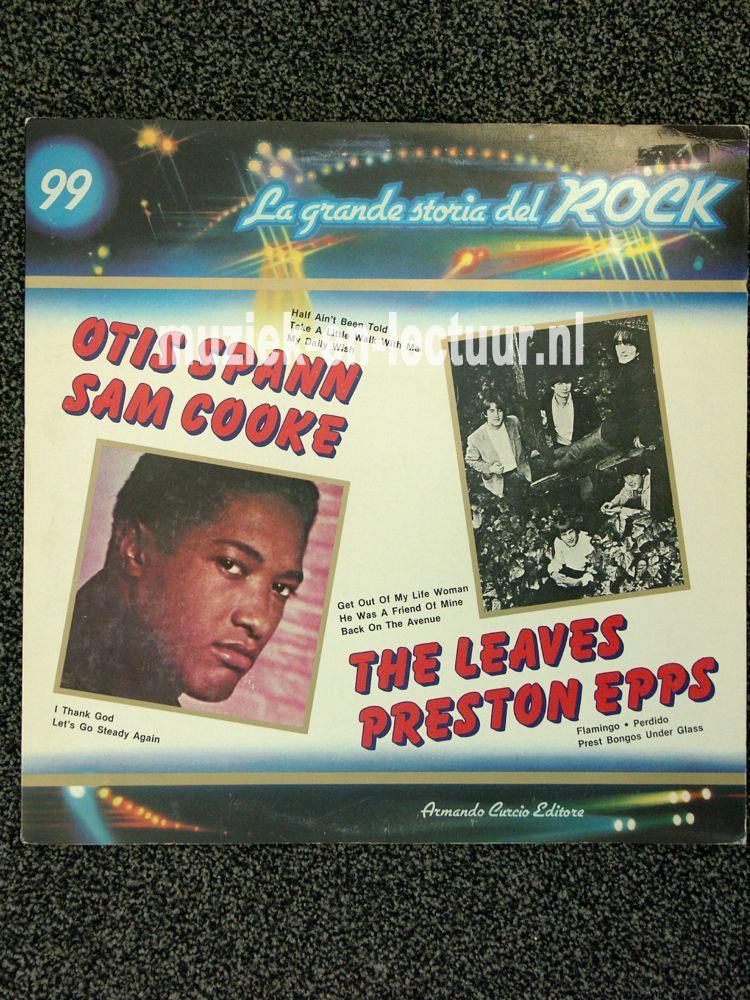 99
La grande storia del ROCK
Half Ain't Been Told
Take A Little Walk With Me
My Daily Wish
muziek-en-lectuur.nl
OTIS SPANN
SAM COOKE
Get Out Of My Life Woman
He Was A Friend Of Mine
Back On The Avenue
THE LEAVES
PRESTON EPPS
I Thank God
Let's Go Steady Again
Flamingo • Perdido
Prest Bongos Under Glass
Armando Curcio Editore